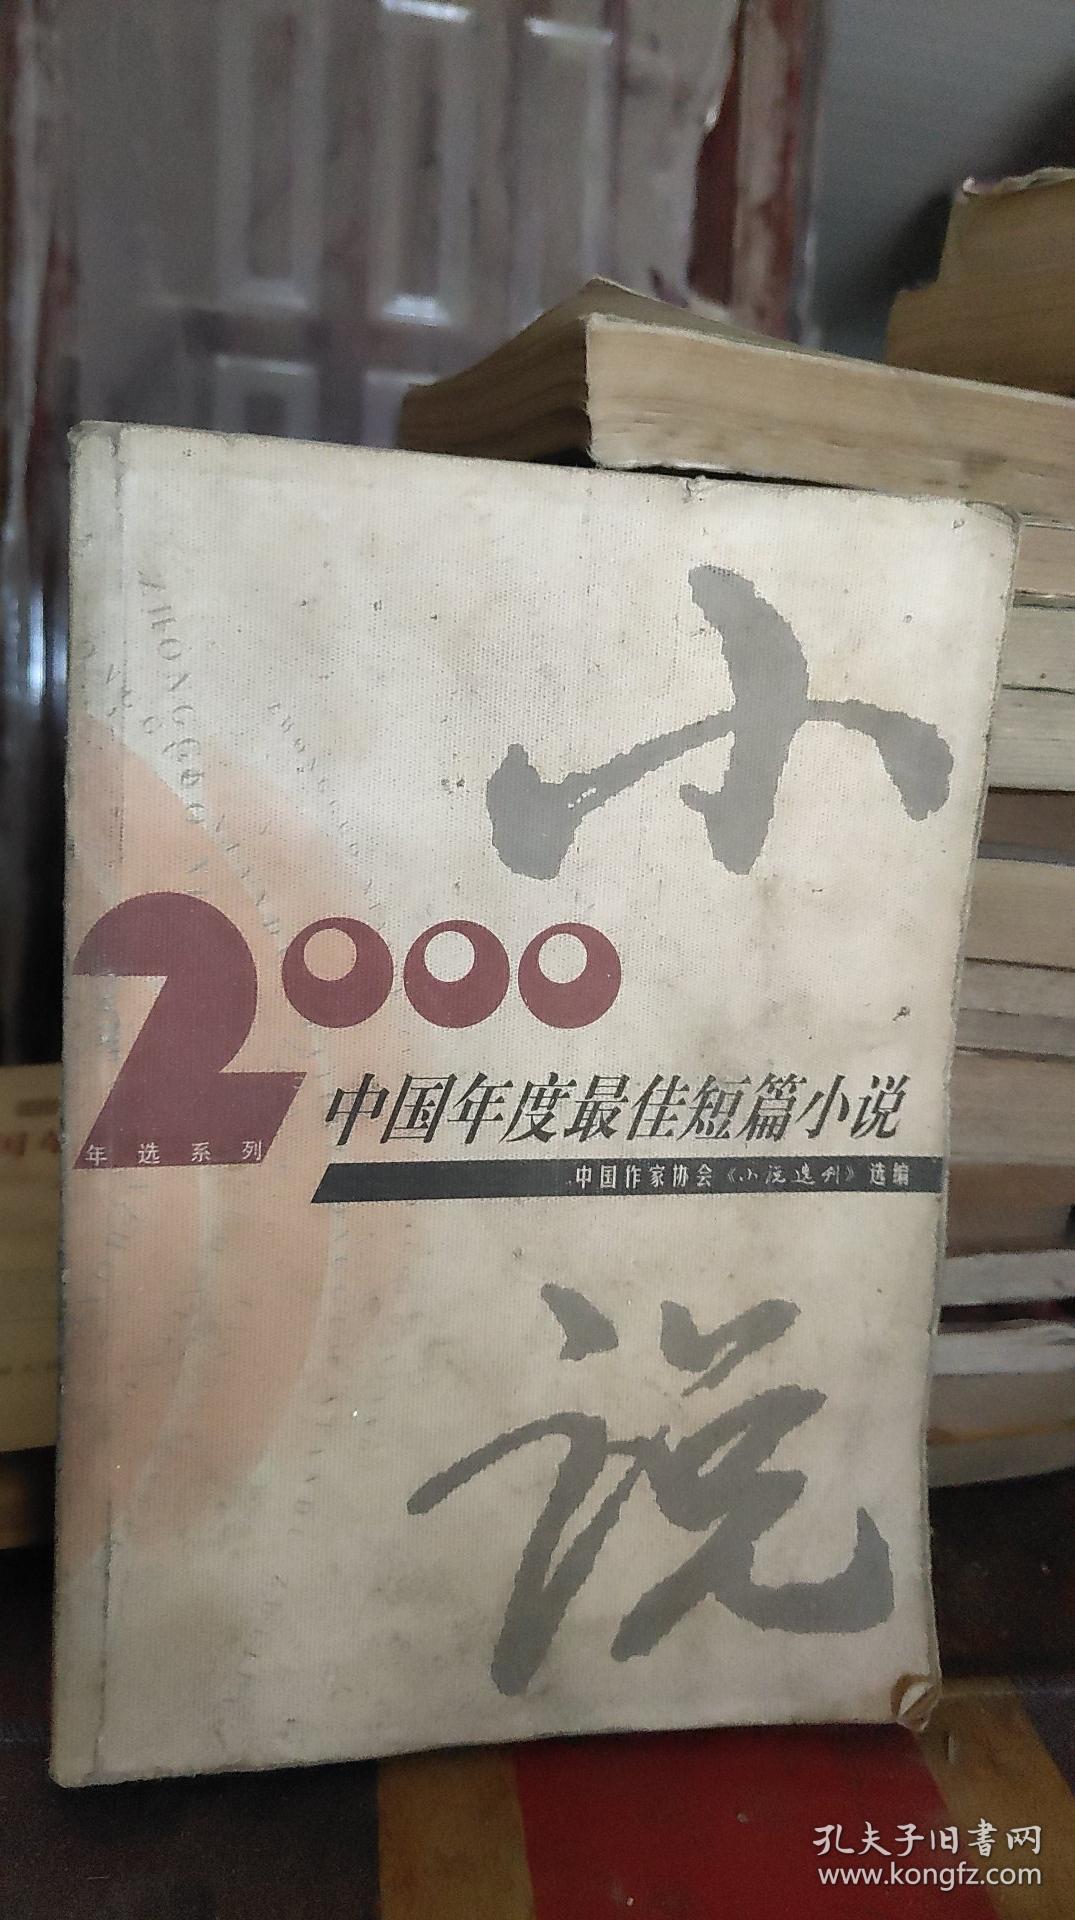 小
2000
年选系列
中国年度最佳短篇小说
中国作家协会《小说选刊》选编
说
孔夫子旧書网
www.kongfz.com